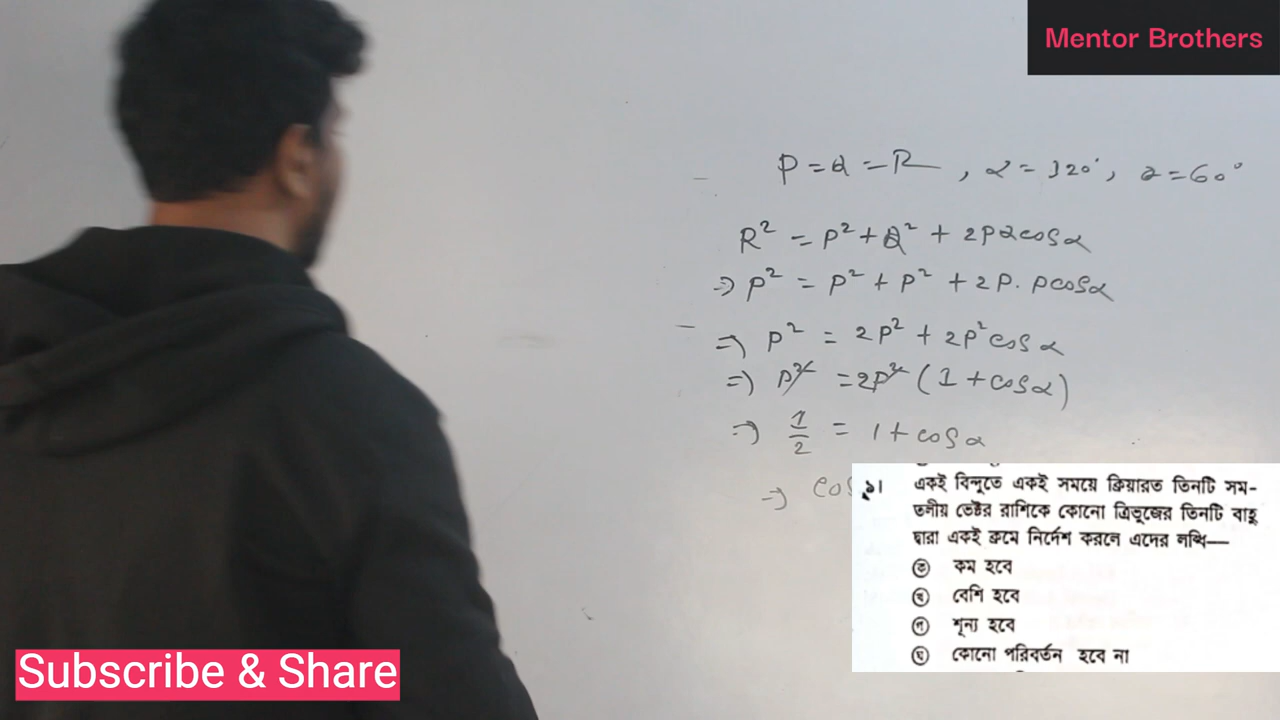 Mentor Brothers
P = Q = R , α = 120°, = 60°
R² = P² + Q² + 2PQcosα
⇒ P² = P² + P² + 2P. Pcosα
⇒ P² = 2P² + 2P²cosα
⇒ P² = 2P² (1 + cosα)
⇒ 1/2 = 1 + cosα
⇒ cos
১। একই বিন্দুতে একই সময়ে ক্রিয়ারত তিনটি সম-
তলীয় ভেক্টর রাশিকে কোনো ত্রিভুজের তিনটি বাহু
দ্বারা একই ক্রমে নির্দেশ করলে এদের লব্ধি—
ক কম হবে
খ বেশি হবে
গ শূন্য হবে
ঘ কোনো পরিবর্তন হবে না
Subscribe & Share